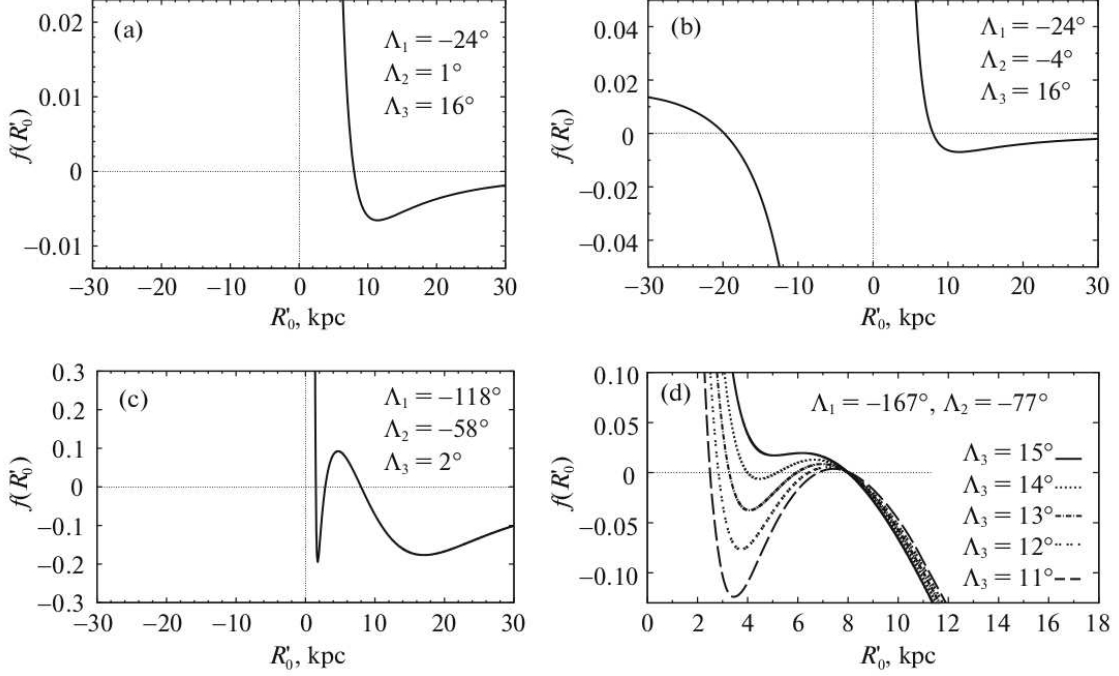 (a)
Λ₁ = −24°
Λ₂ = 1°
Λ₃ = 16°
0.02
0.01
0
−0.01
f(R′₀)
−30 −20 −10 0 10 20 30
R′₀, kpc
(b)
Λ₁ = −24°
Λ₂ = −4°
Λ₃ = 16°
0.04
0.02
0
−0.02
−0.04
f(R′₀)
−30 −20 −10 0 10 20 30
R′₀, kpc
(c)
Λ₁ = −118°
Λ₂ = −58°
Λ₃ = 2°
0.3
0.2
0.1
0
−0.1
−0.2
−0.3
f(R′₀)
−30 −20 −10 0 10 20 30
R′₀, kpc
(d)
Λ₁ = −167°, Λ₂ = −77°
Λ₃ = 15°
Λ₃ = 14°
Λ₃ = 13°
Λ₃ = 12°
Λ₃ = 11°
0.10
0.05
0
−0.05
−0.10
f(R′₀)
0 2 4 6 8 10 12 14 16 18
R′₀, kpc